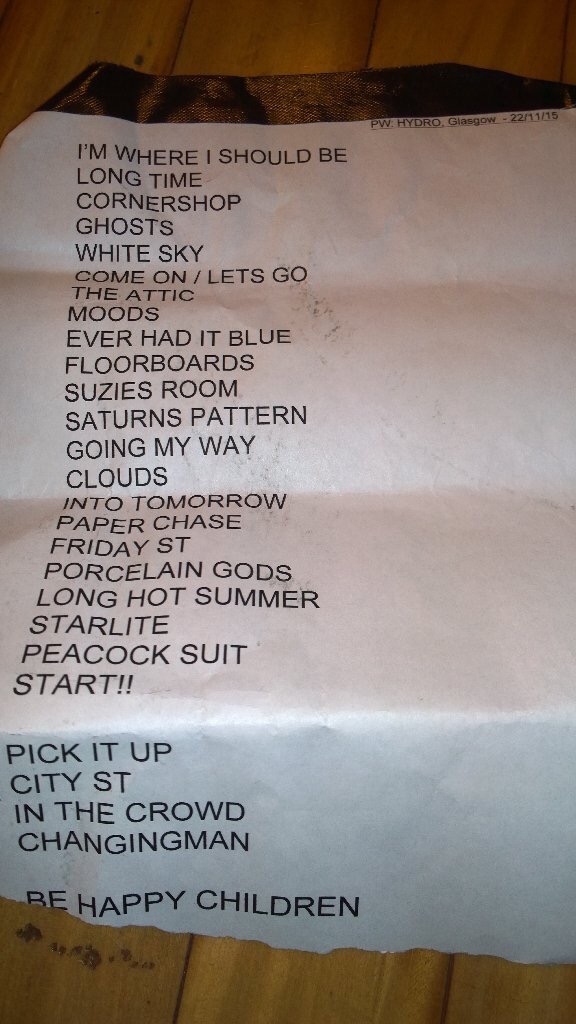 PW: HYDRO, Glasgow - 22/11/15
I'M WHERE I SHOULD BE
LONG TIME
CORNERSHOP
GHOSTS
WHITE SKY
COME ON / LETS GO
THE ATTIC
MOODS
EVER HAD IT BLUE
FLOORBOARDS
SUZIES ROOM
SATURNS PATTERN
GOING MY WAY
CLOUDS
INTO TOMORROW
PAPER CHASE
FRIDAY ST
PORCELAIN GODS
LONG HOT SUMMER
STARLITE
PEACOCK SUIT
START!!
PICK IT UP
CITY ST
IN THE CROWD
CHANGINGMAN
BE HAPPY CHILDREN